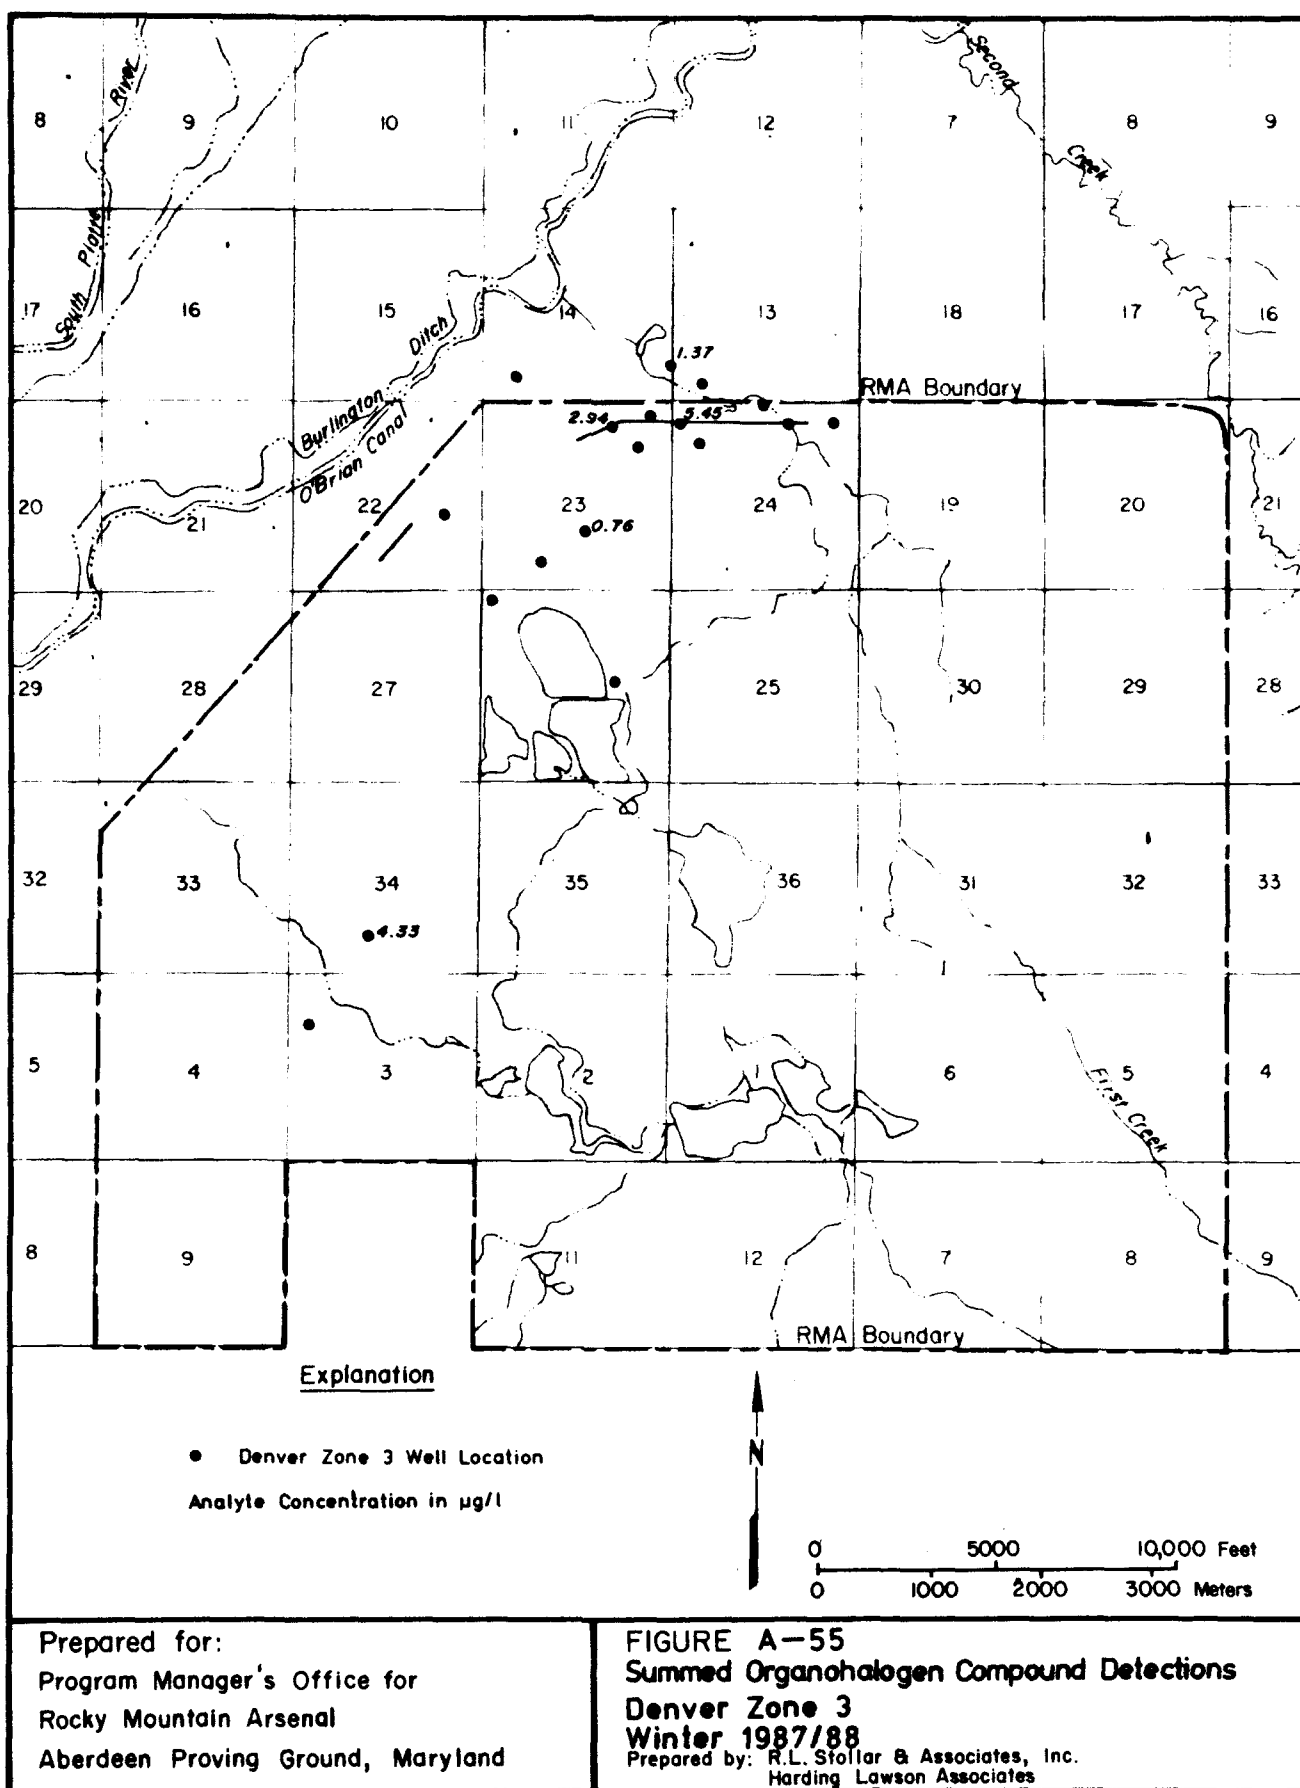 Second
River
8 9 10 11 12 7 8 9
Creek
South Platte
17 16 15 14 13 18 17 16
Ditch
1.37
RMA Boundary
Burlington
2.94
5.45
O'Brian Canal
20 21 22 23 24 19 20 21
0.76
29 28 27 25 30 29 28
32 33 34 35 36 31 32 33
4.33
5 4 3 2 1 6 5 4
First Creek
8 9 11 12 7 8 9
RMA Boundary
Explanation
Denver Zone 3 Well Location
Analyte Concentration in µg/l
N
0 5000 10,000 Feet
0 1000 2000 3000 Meters
Prepared for:
Program Manager's Office for
Rocky Mountain Arsenal
Aberdeen Proving Ground, Maryland
FIGURE A-55
Summed Organohalogen Compound Detections
Denver Zone 3
Winter 1987/88
Prepared by: R.L. Stollar & Associates, Inc.
Harding Lawson Associates